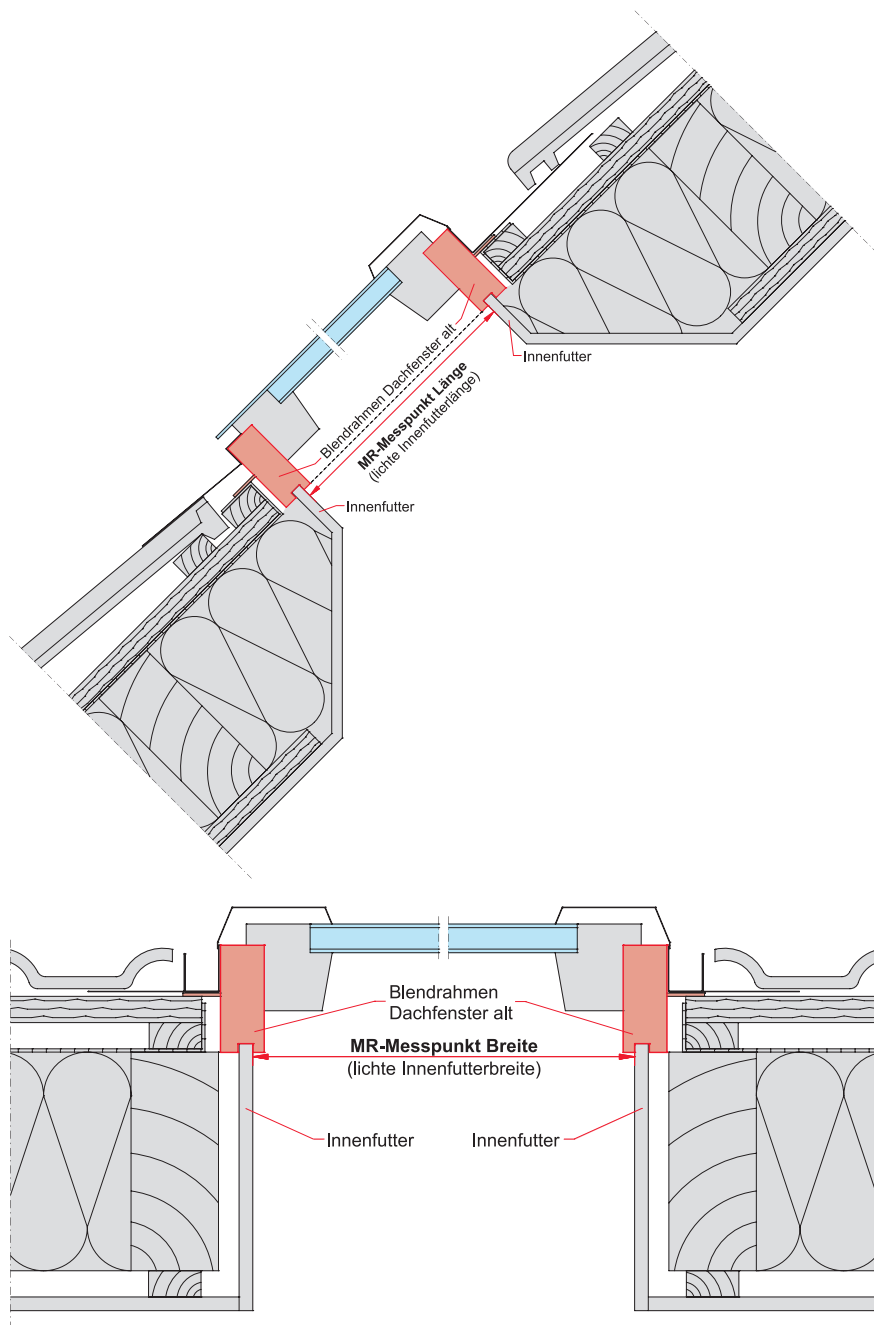 Innenfutter
Blendrahmen Dachfenster alt
MR-Messpunkt Länge
(lichte Innenfutterlänge)
Innenfutter
Blendrahmen
Dachfenster alt
MR-Messpunkt Breite
(lichte Innenfutterbreite)
Innenfutter
Innenfutter